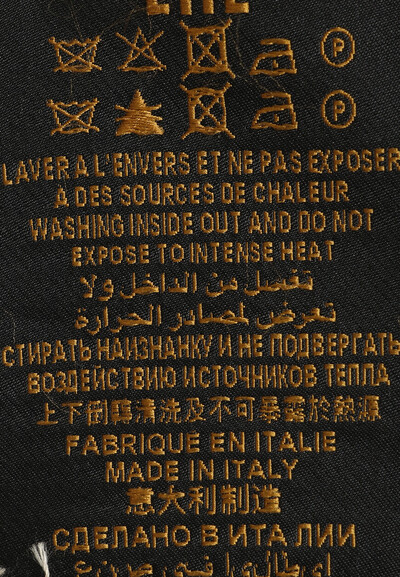 P
P
LAVER A L'ENVERS ET NE PAS EXPOSER
À DES SOURCES DE CHALEUR
WASHING INSIDE OUT AND DO NOT
EXPOSE TO INTENSE HEAT
تغسل من الداخل ولا
تعرض لمصادر الحرارة
СТИРАТЬ НАИЗНАНКУ И НЕ ПОДВЕРГАТЬ
ВОЗДЕЙСТВИЮ ИСТОЧНИКОВ ТЕПЛА
上下倒臨清洗及不可暴露於熱源
FABRIQUE EN ITALIE
MADE IN ITALY
意大利制造
СДЕЛАНО В ИТАЛИИ